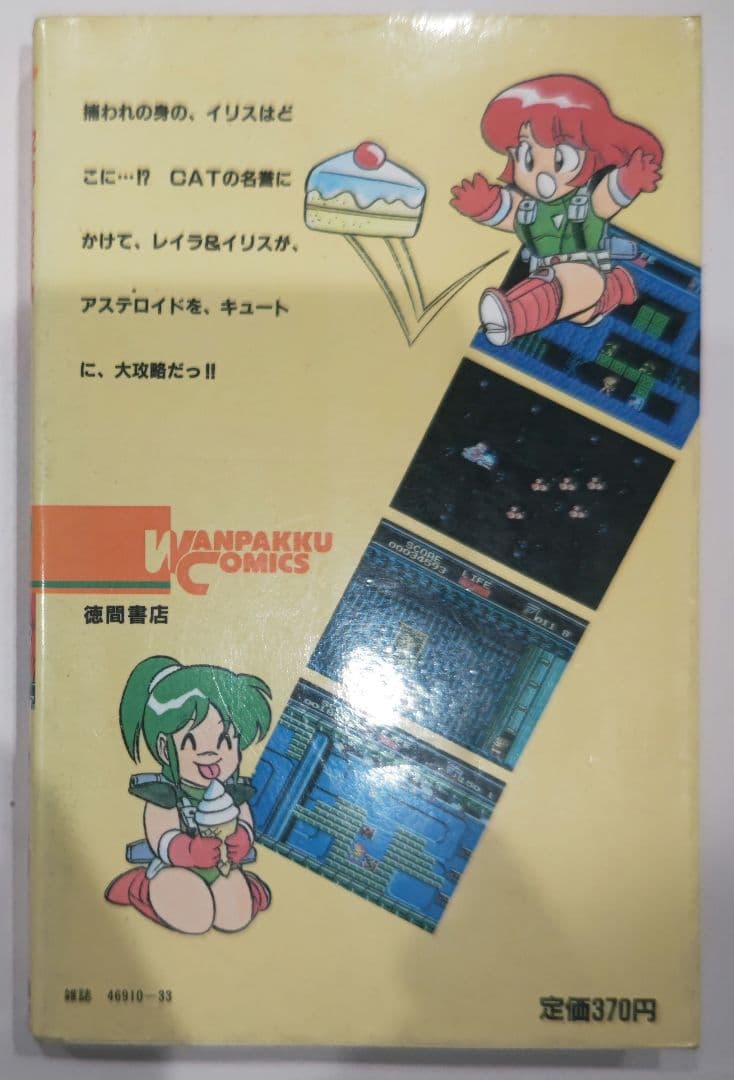 捕われの身の、イリスはど
こに…!? CATの名誉に
かけて、レイラ&イリスが、
アステロイドを、キュート
に、大攻略だっ!!
WANPAKKU
COMICS
徳間書店
SCORE
LIFE
雑誌 46910-33
定価370円